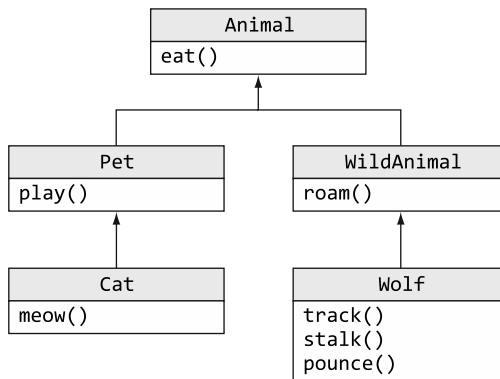 Animal
eat()
Pet
play()
WildAnimal
roam()
Cat
meow()
Wolf
track()
stalk()
pounce()